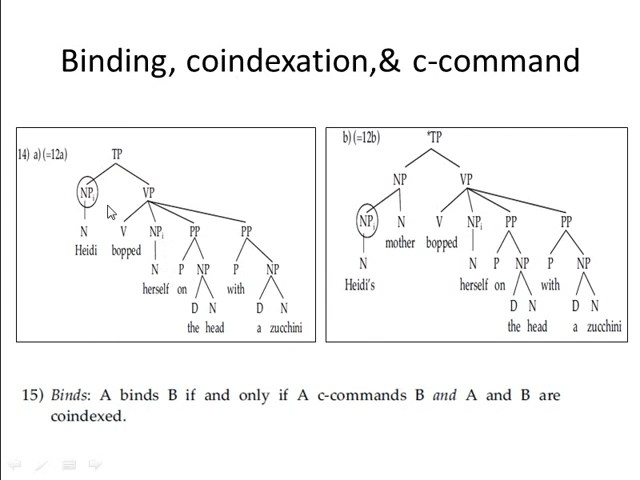 Binding, coindexation,& c-command
14) a) (=12a)
TP
NPi VP
N V NPi PP PP
Heidi bopped N P NP P NP
herself on with
D N D N
the head a zucchini
b) (=12b) *TP
NP VP
NPi N V NPi PP PP
mother bopped
N N P NP P NP
Heidi's herself on with
D N D N
the head a zucchini
15) Binds: A binds B if and only if A c-commands B and A and B are
coindexed.